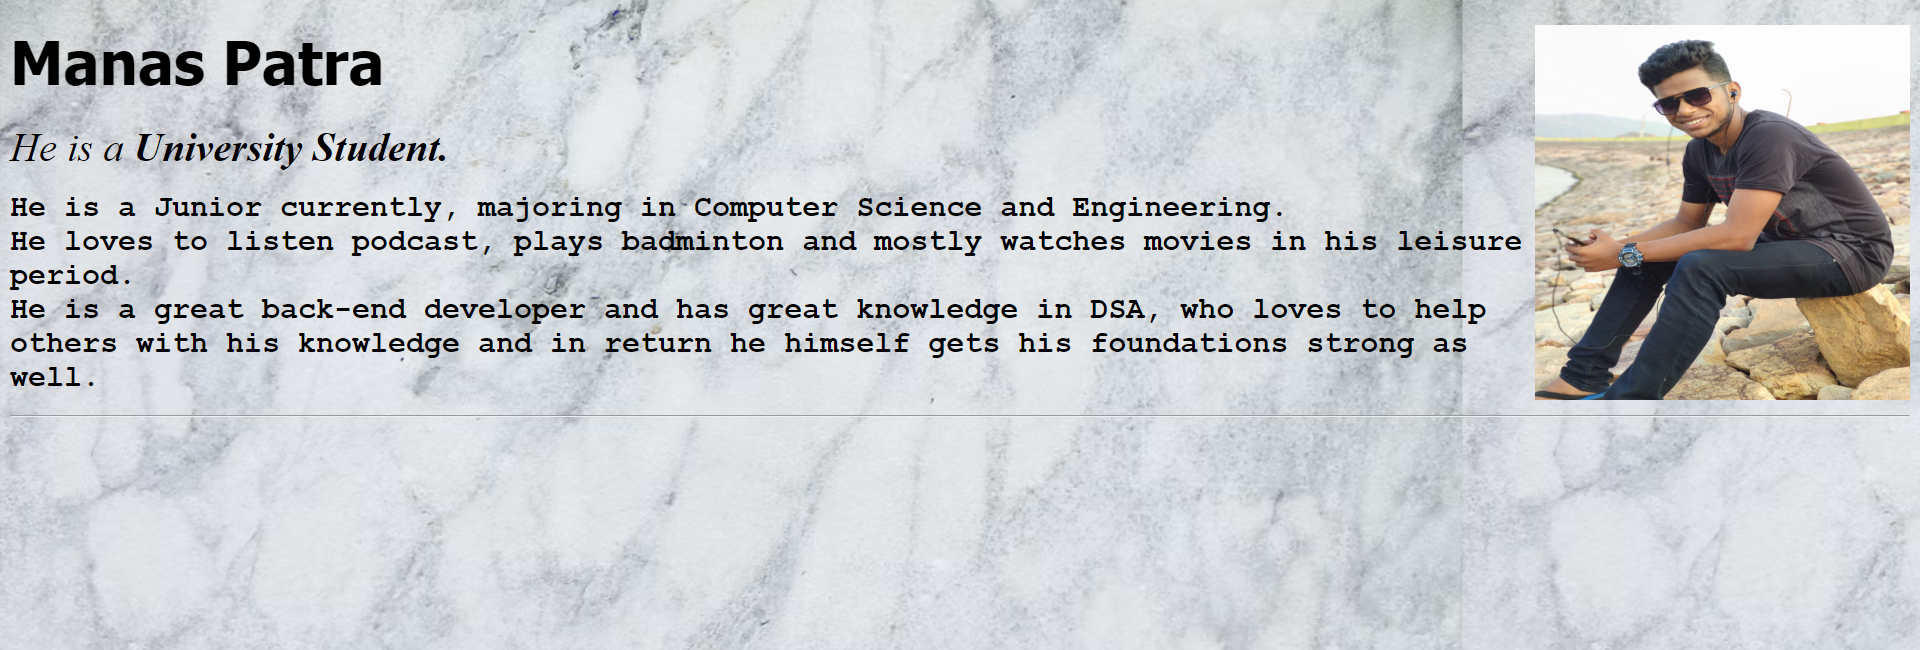 Manas Patra
He is a University Student.
He is a Junior currently, majoring in Computer Science and Engineering.
He loves to listen podcast, plays badminton and mostly watches movies in his leisure
period.
He is a great back-end developer and has great knowledge in DSA, who loves to help
others with his knowledge and in return he himself gets his foundations strong as
well.